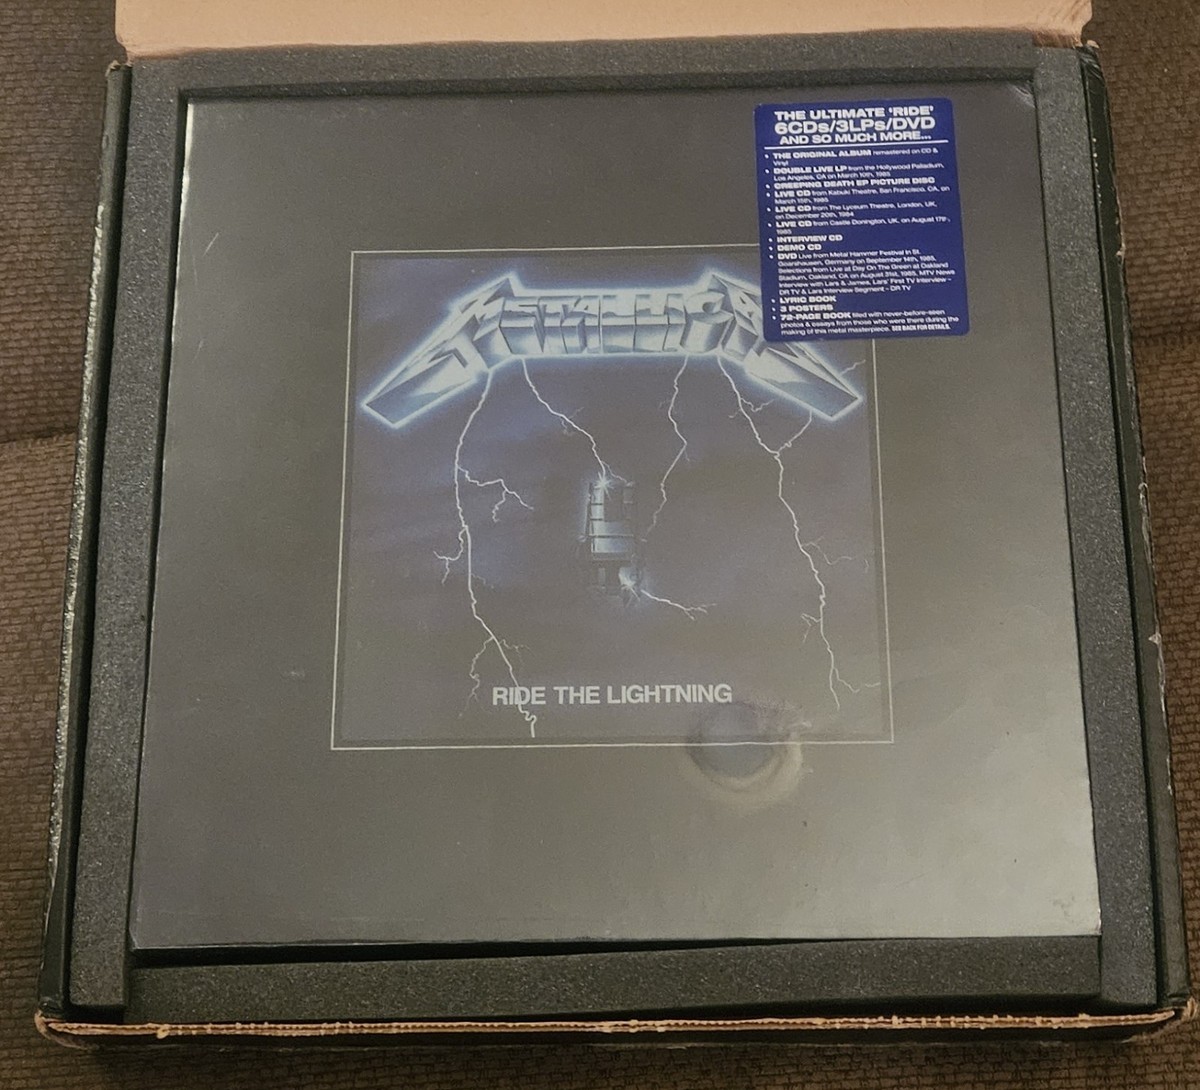 THE ULTIMATE 'RIDE'
6CDs/3LPs/DVD
AND SO MUCH MORE...
• THE ORIGINAL ALBUM remastered on CD &
Vinyl
• DOUBLE LIVE LP from the Hollywood Palladium,
Los Angeles, CA on March 10th, 1985
• CREEPING DEATH EP PICTURE DISC
• LIVE CD from Kabuki Theatre, San Francisco, CA, on
March 15th, 1985
• LIVE CD from The Lyceum Theatre, London, UK,
on December 20th, 1984
• LIVE CD from Castle Donington, UK, on August 17th,
1985
• INTERVIEW CD
• DEMO CD
• DVD Live from Metal Hammer Festival in St.
Goarshausen, Germany on September 14th, 1985,
Selections from Live at Day On The Green at Oakland
Stadium, Oakland, CA on August 31st, 1985, MTV News
Interview with Lars & James, Lars' First TV Interview -
DR TV & Lars Interview Segment - DR TV
• LYRIC BOOK
• 3 POSTERS
• 72-PAGE BOOK filled with never-before-seen
photos & essays from those who were there during the
making of this metal masterpiece. SEE BACK FOR DETAILS.
METALLICA
RIDE THE LIGHTNING